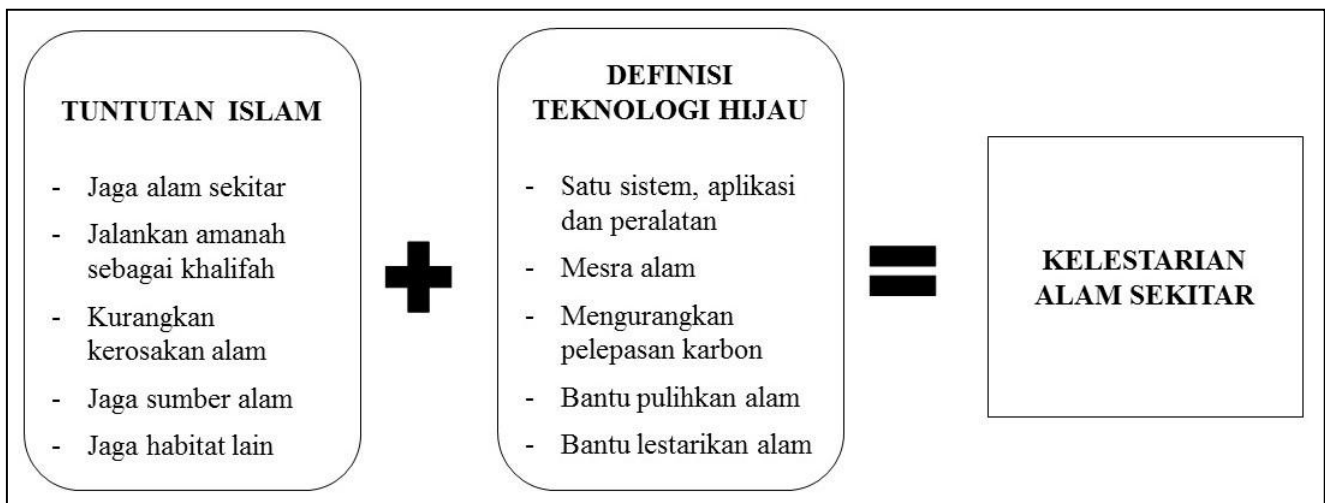 TUNTUTAN ISLAM
- Jaga alam sekitar
- Jalankan amanah
sebagai khalifah
- Kurangkan
kerosakan alam
- Jaga sumber alam
- Jaga habitat lain
DEFINISI
TEKNOLOGI HIJAU
- Satu sistem, aplikasi
dan peralatan
- Mesra alam
- Mengurangkan
pelepasan karbon
- Bantu pulihkan alam
- Bantu lestarikan alam
KELESTARIAN
ALAM SEKITAR